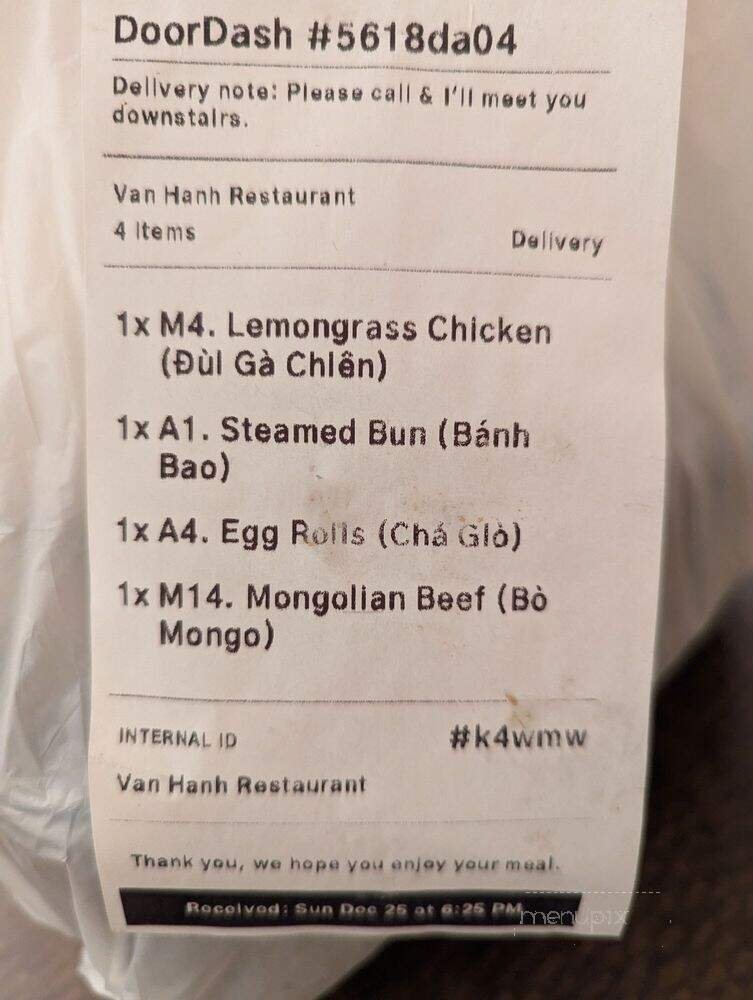 DoorDash #5618da04
Delivery note: Please call & I'll meet you
downstairs.
Van Hanh Restaurant
4 Items
Delivery
1x M4. Lemongrass Chicken
(Đùi Gà Chiên)
1x A1. Steamed Bun (Bánh
Bao)
1x A4. Egg Rolls (Chá Giò)
1x M14. Mongolian Beef (Bò
Mongo)
INTERNAL ID
#k4wmw
Van Hanh Restaurant
Thank you, we hope you enjoy your meal.
Received: Sun Dec 25 at 6:25 PM
menupix